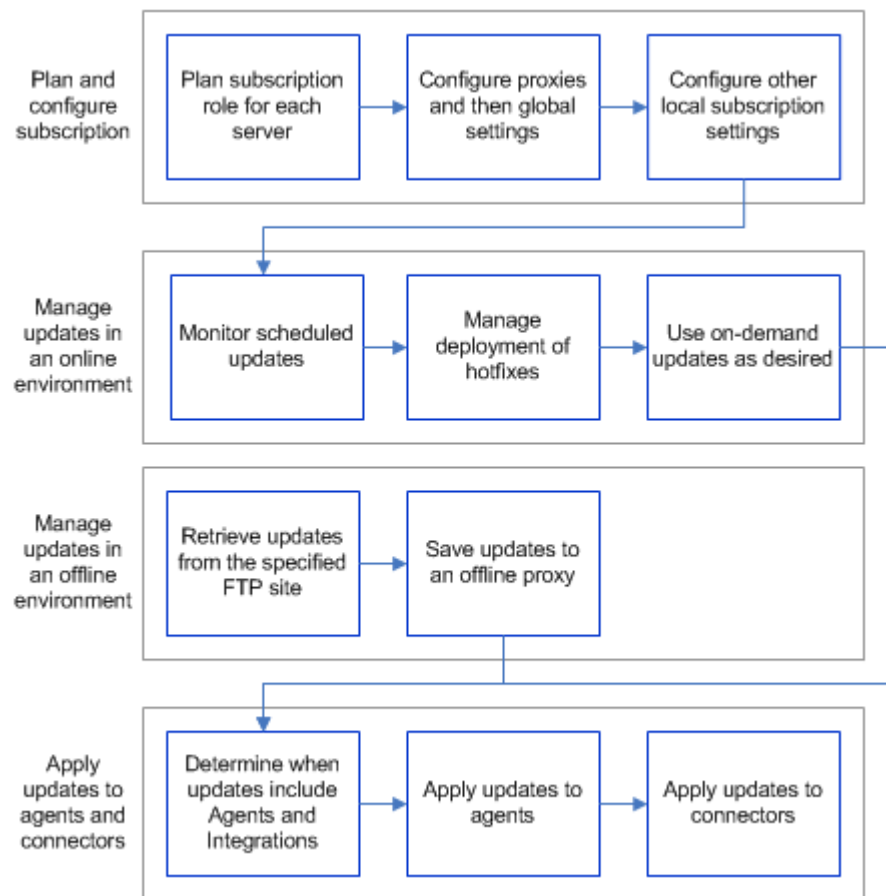 Plan and
configure
subscription
Plan subscription
role for each
server
Configure proxies
and then global
settings
Configure other
local subscription
settings
Manage
updates in
an online
environment
Monitor scheduled
updates
Manage
deployment of
hotfixes
Use on-demand
updates as desired
Manage
updates in
an offline
environment
Retrieve updates
from the specified
FTP site
Save updates to
an offline proxy
Apply
updates to
agents and
connectors
Determine when
updates include
Agents and
Integrations
Apply updates to
agents
Apply updates to
connectors